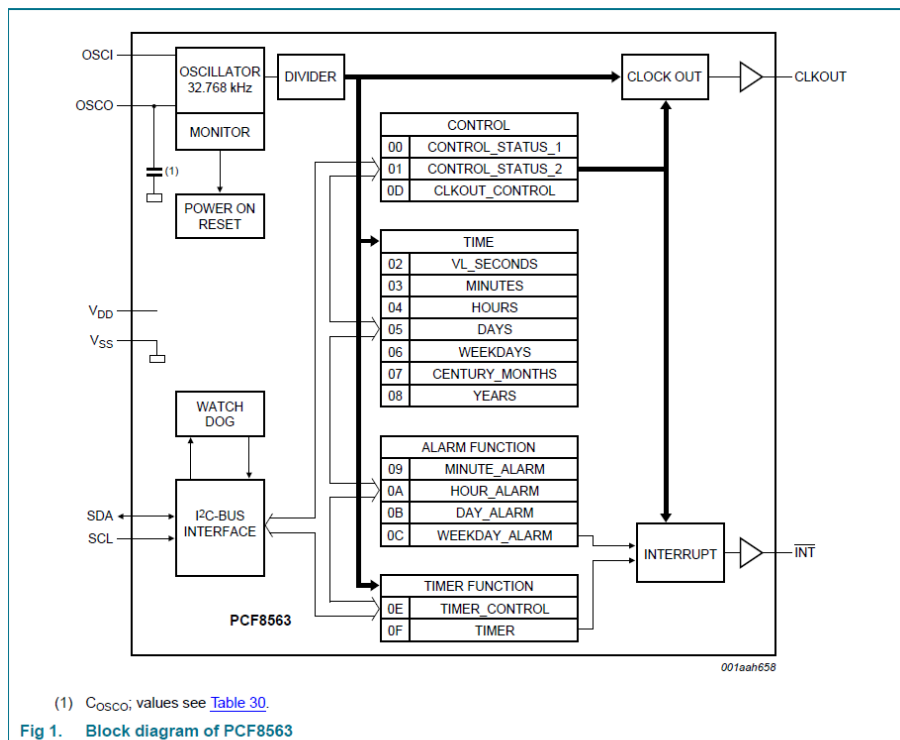 OSCI
OSCO
OSCILLATOR
32.768 kHz
MONITOR
DIVIDER
CLOCK OUT
CLKOUT
(1)
POWER ON
RESET
CONTROL
00 CONTROL_STATUS_1
01 CONTROL_STATUS_2
0D CLKOUT_CONTROL
TIME
02 VL_SECONDS
03 MINUTES
04 HOURS
05 DAYS
06 WEEKDAYS
07 CENTURY_MONTHS
08 YEARS
VDD
VSS
WATCH
DOG
SDA
SCL
I2C-BUS
INTERFACE
ALARM FUNCTION
09 MINUTE_ALARM
0A HOUR_ALARM
0B DAY_ALARM
0C WEEKDAY_ALARM
INTERRUPT
INT
TIMER FUNCTION
0E TIMER_CONTROL
0F TIMER
PCF8563
001aah658
(1) COSCO; values see Table 30.
Fig 1. Block diagram of PCF8563